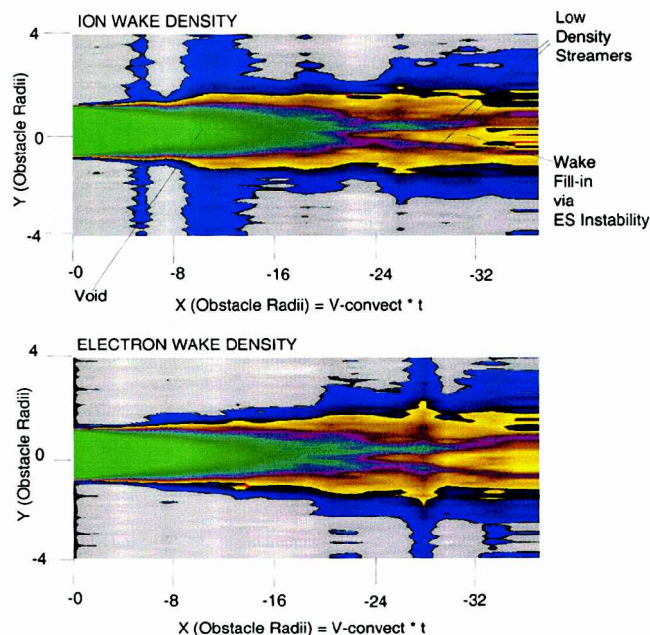 ION WAKE DENSITY
Low
Density
Streamers
4
0
-4
Y (Obstacle Radii)
Wake
Fill-in
via
ES Instability
-0
-8
-16
-24
-32
Void
X (Obstacle Radii) = V-convect * t
ELECTRON WAKE DENSITY
4
0
-4
Y (Obstacle Radii)
-0
-8
-16
-24
-32
X (Obstacle Radii) = V-convect * t